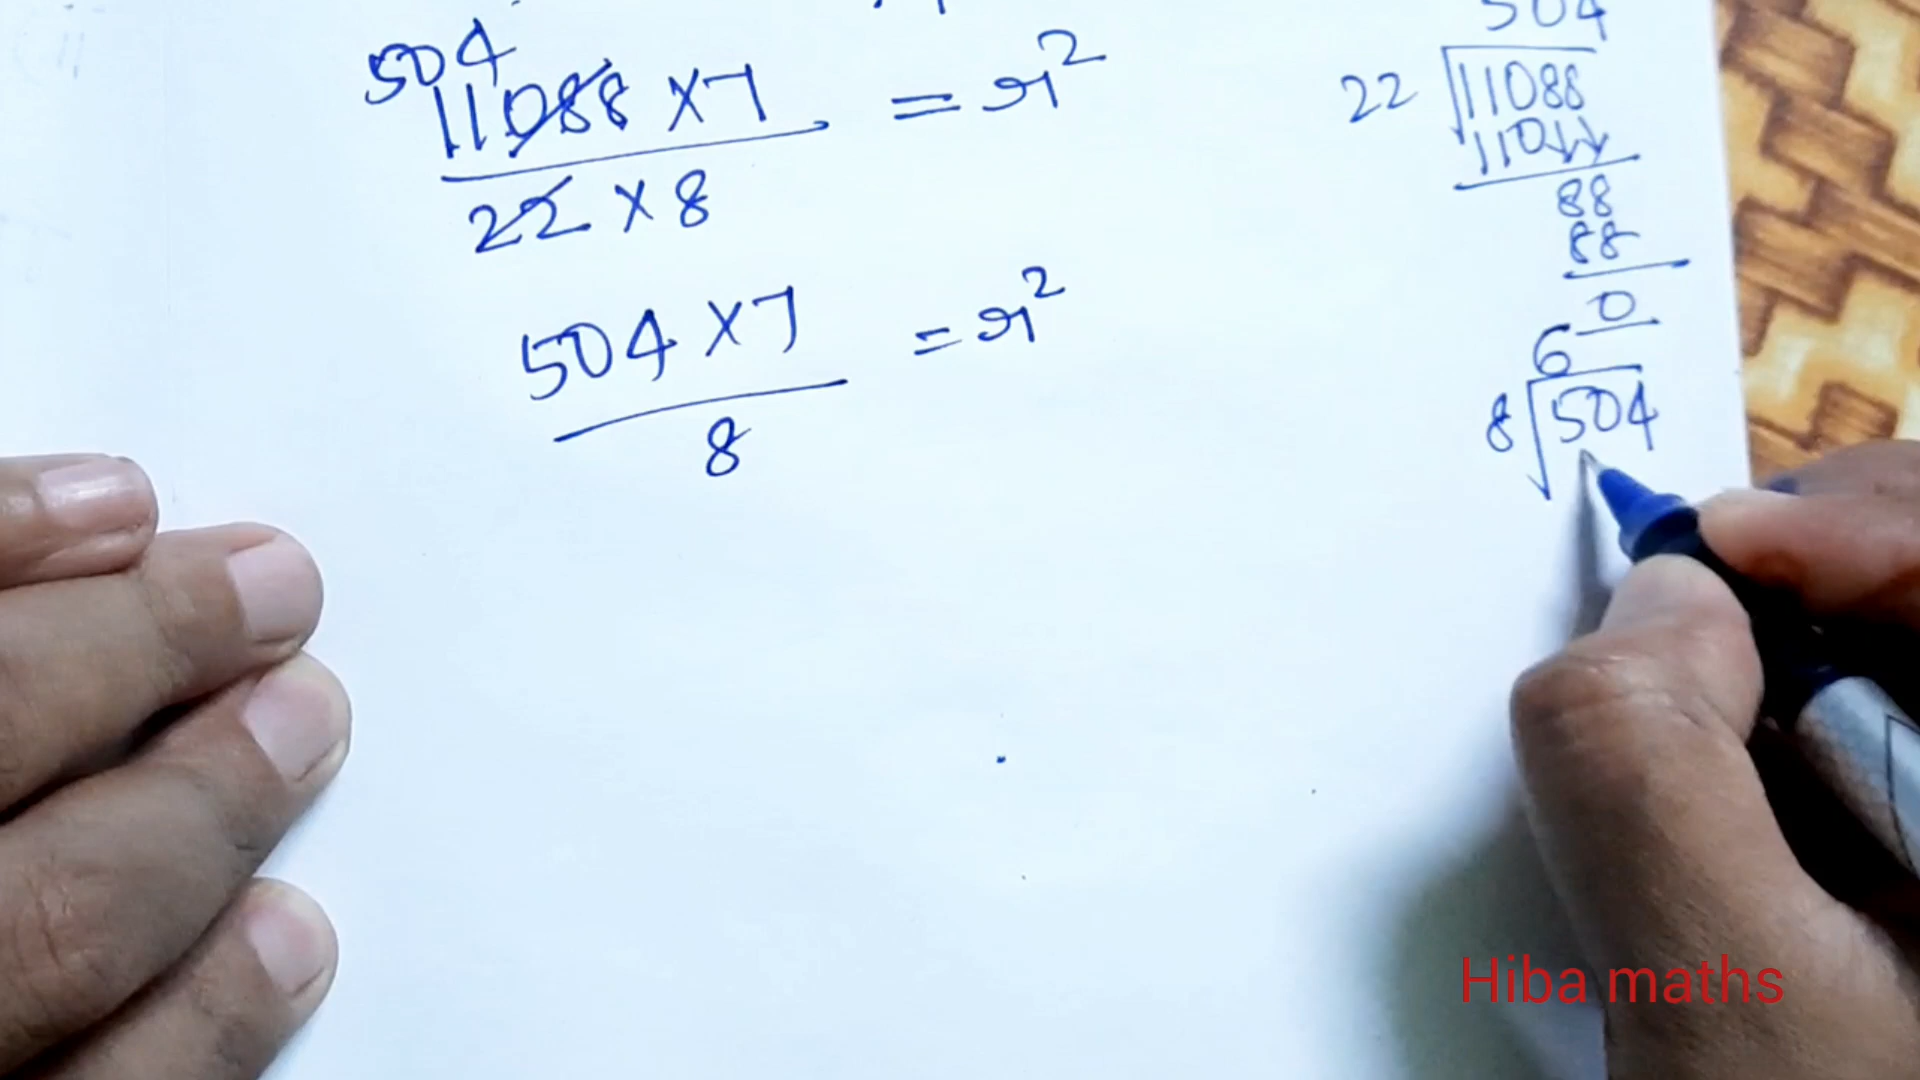 504
11088 × 7 = r²
22 × 8
504 × 7 = r²
8
504
22 11088
110↓↓
88
88
0
6
8 504
Hiba maths